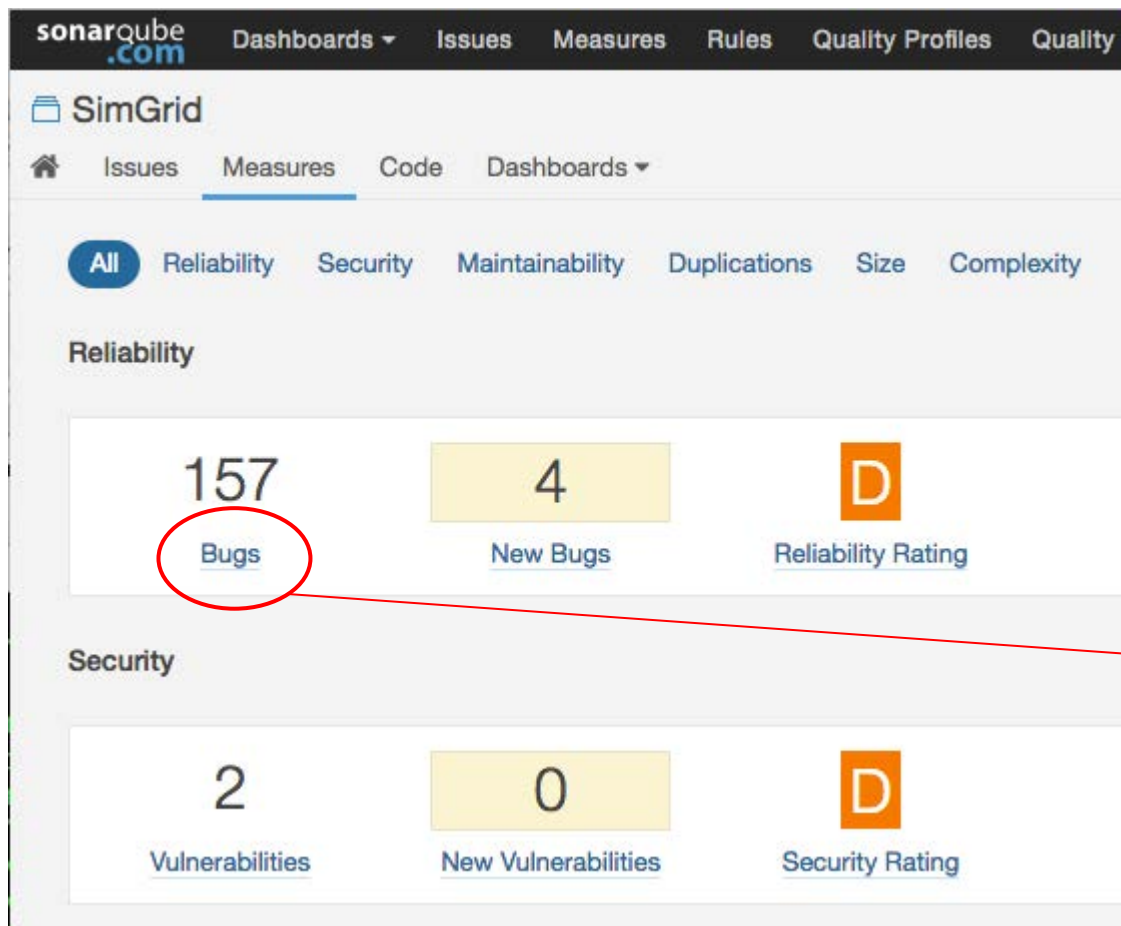 sonarqube .com Dashboards Issues Measures Rules Quality Profiles Quality
SimGrid
Issues Measures Code Dashboards
All Reliability Security Maintainability Duplications Size Complexity
Reliability
157 4 D
Bugs New Bugs Reliability Rating
Security
2 0 D
Vulnerabilities New Vulnerabilities Security Rating